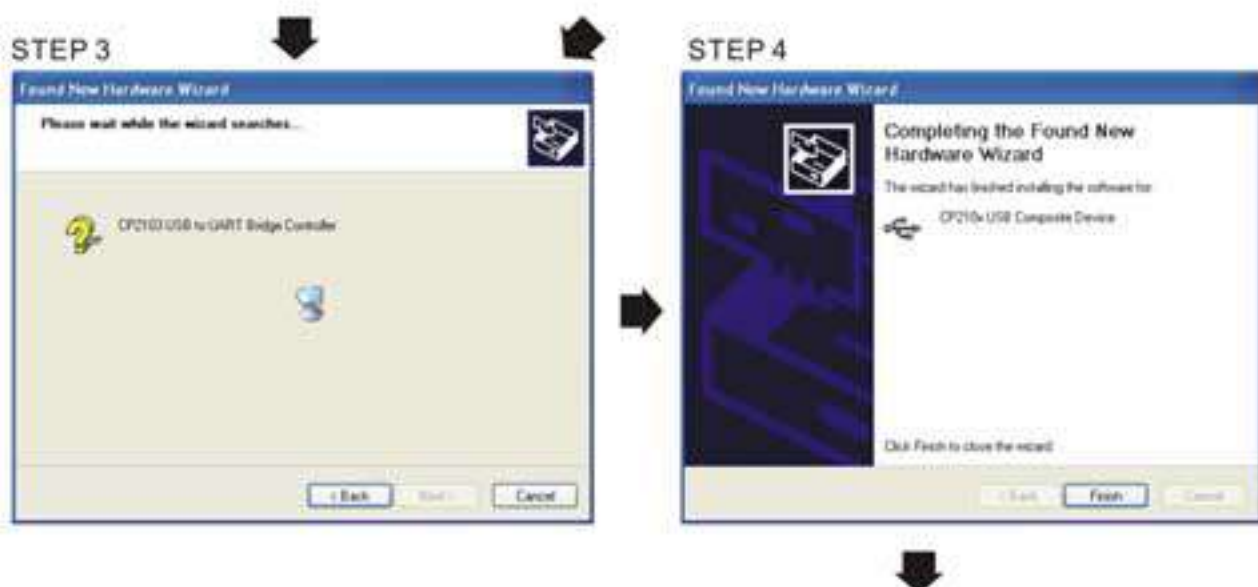 STEP 3
Found New Hardware Wizard
Please wait while the wizard searches...
CP2103 USB to UART Bridge Controller
< Back
Next >
Cancel
STEP 4
Found New Hardware Wizard
Completing the Found New
Hardware Wizard
The wizard has finished installing the software for:
CP210x USB Composite Device
Click Finish to close the wizard
< Back
Finish
Cancel